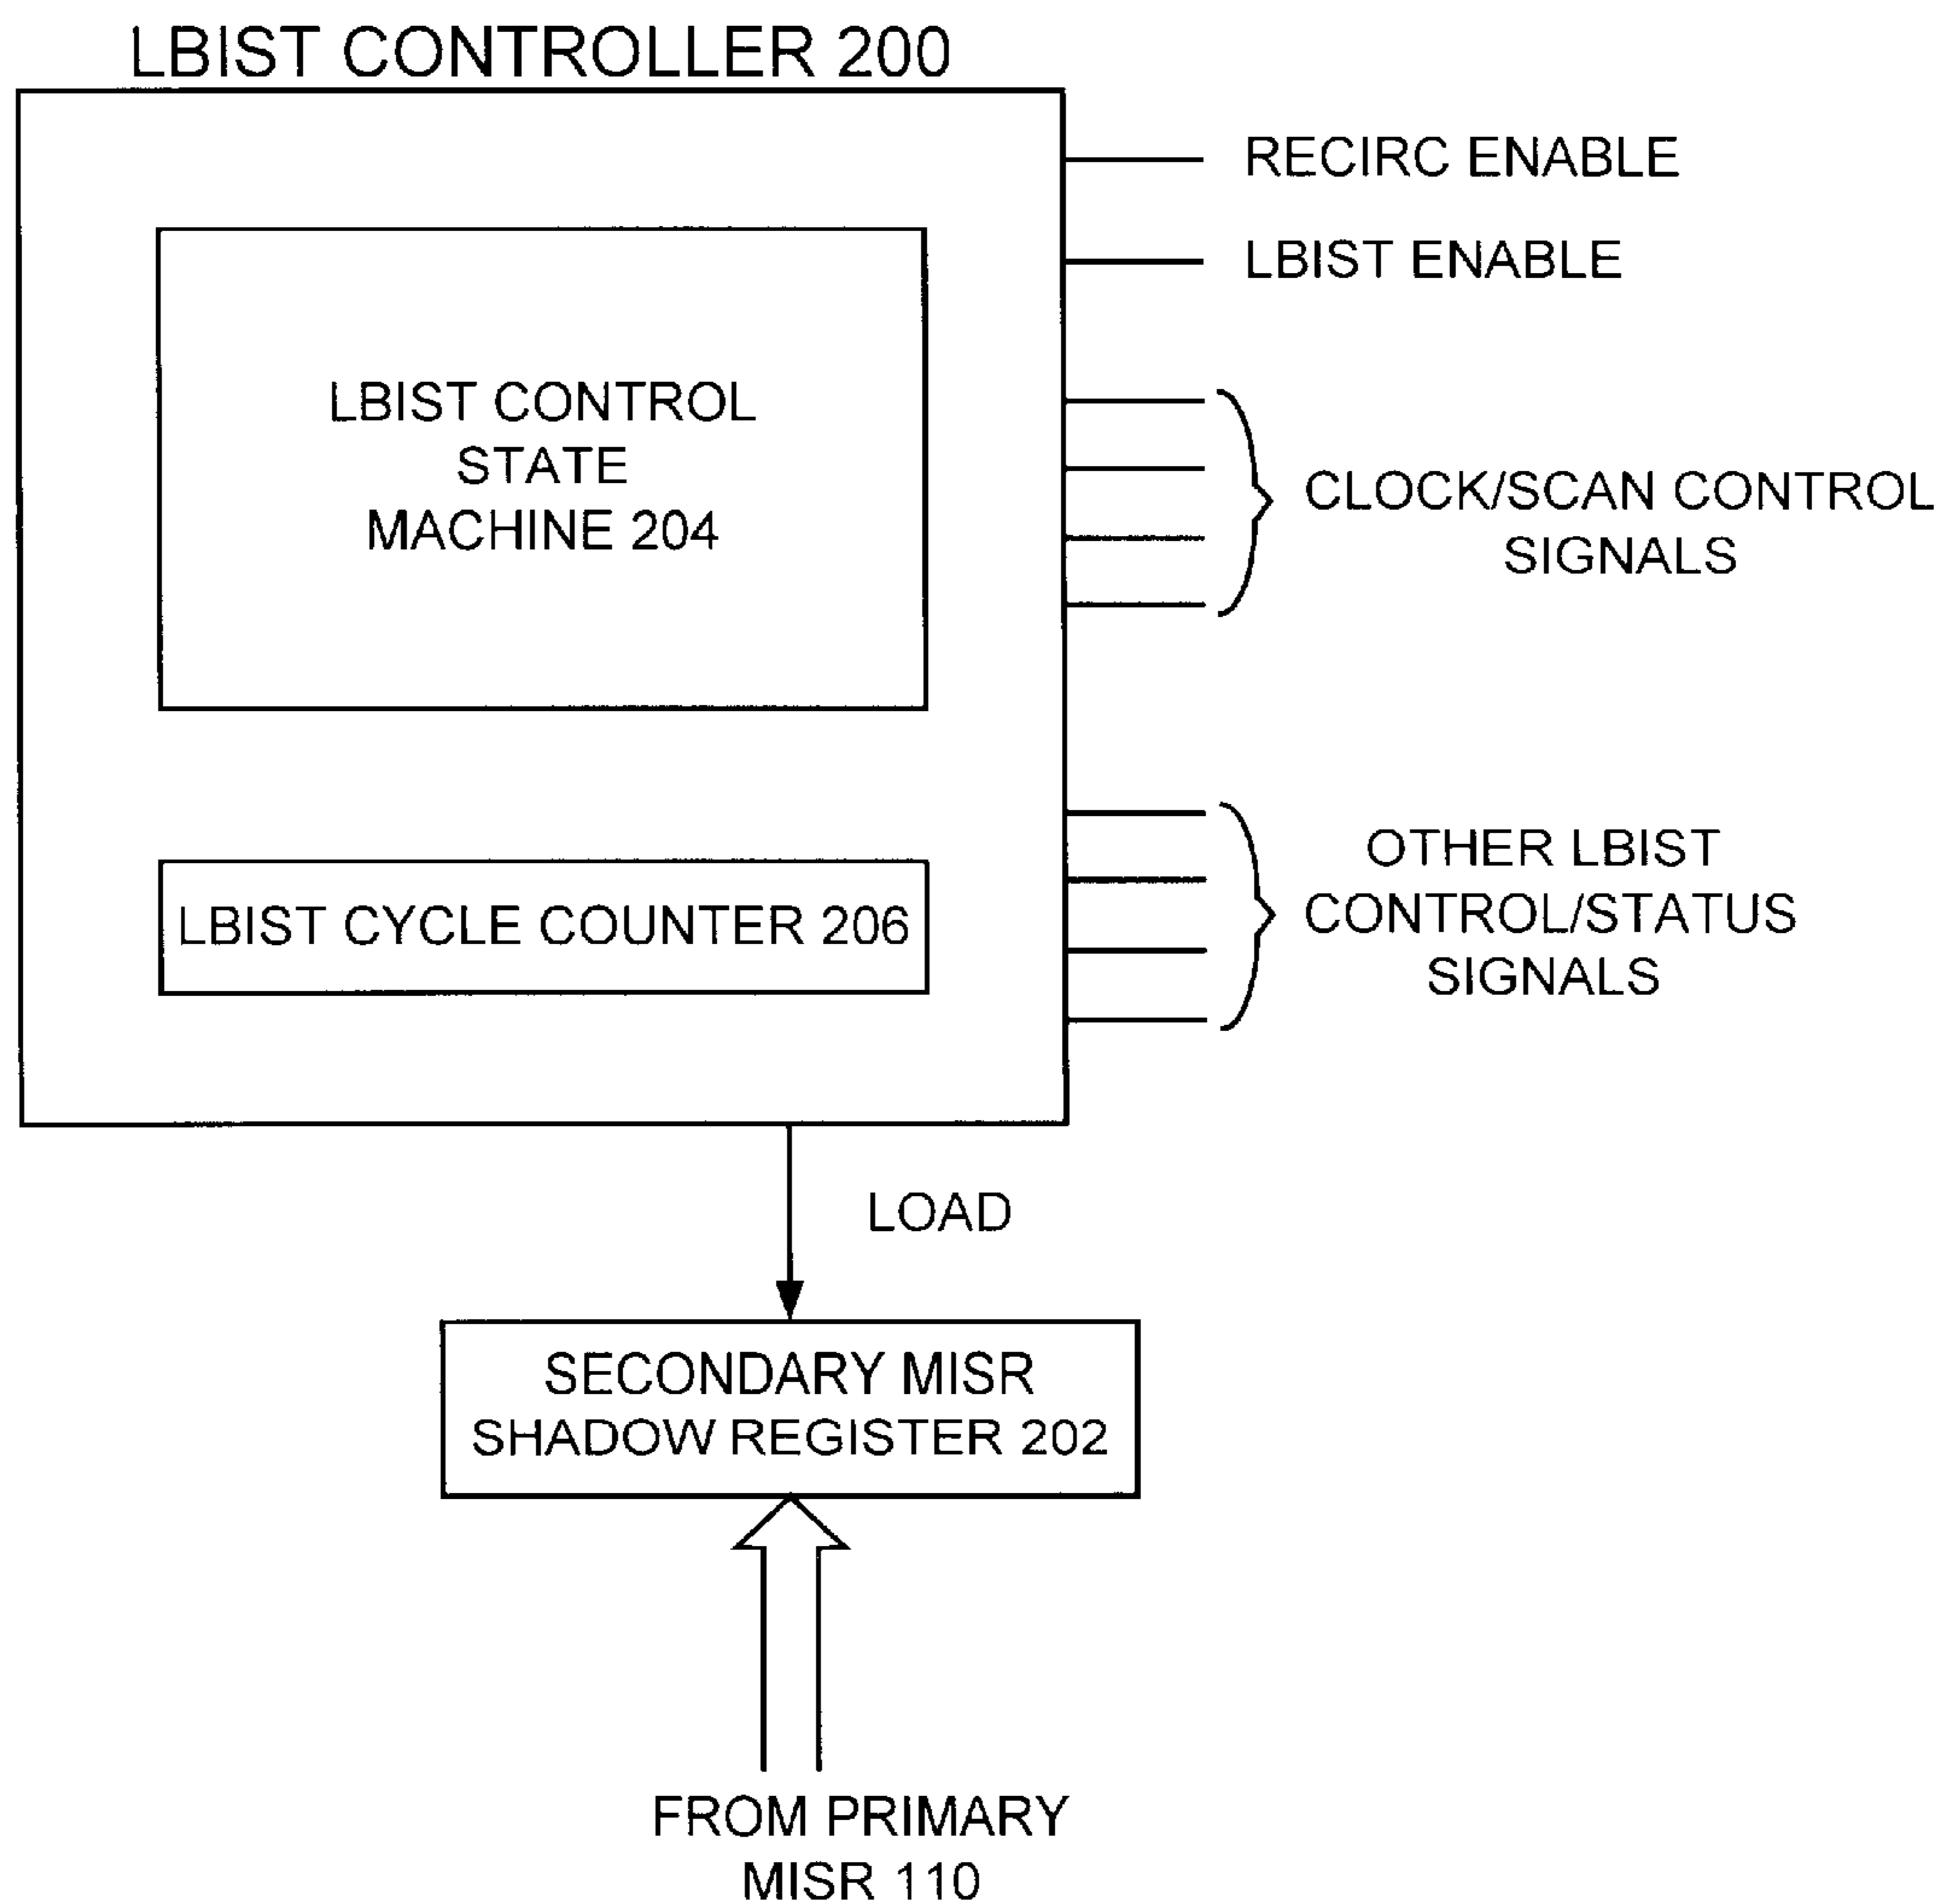 LBIST CONTROLLER 200
RECIRC ENABLE
LBIST ENABLE
LBIST CONTROL
STATE
MACHINE 204
CLOCK/SCAN CONTROL
SIGNALS
LBIST CYCLE COUNTER 206
OTHER LBIST
CONTROL/STATUS
SIGNALS
LOAD
SECONDARY MISR
SHADOW REGISTER 202
FROM PRIMARY
MISR 110